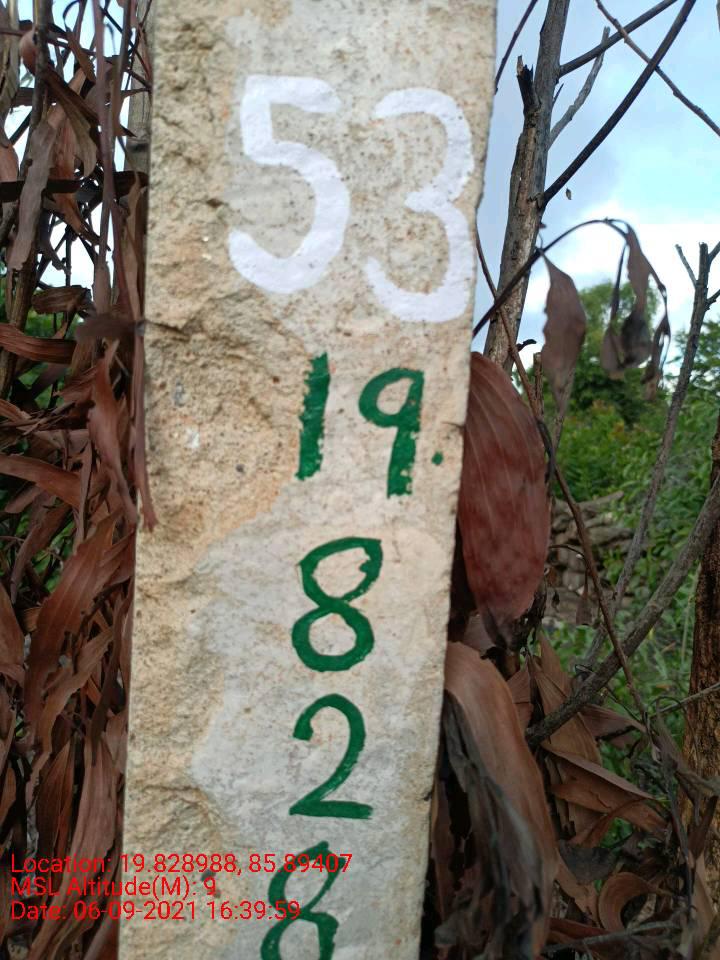 53
19.
8
2
8
Location: 19.828988, 85.89407
MSL Altitude(M): 9
Date: 06-09-2021 16:39:59